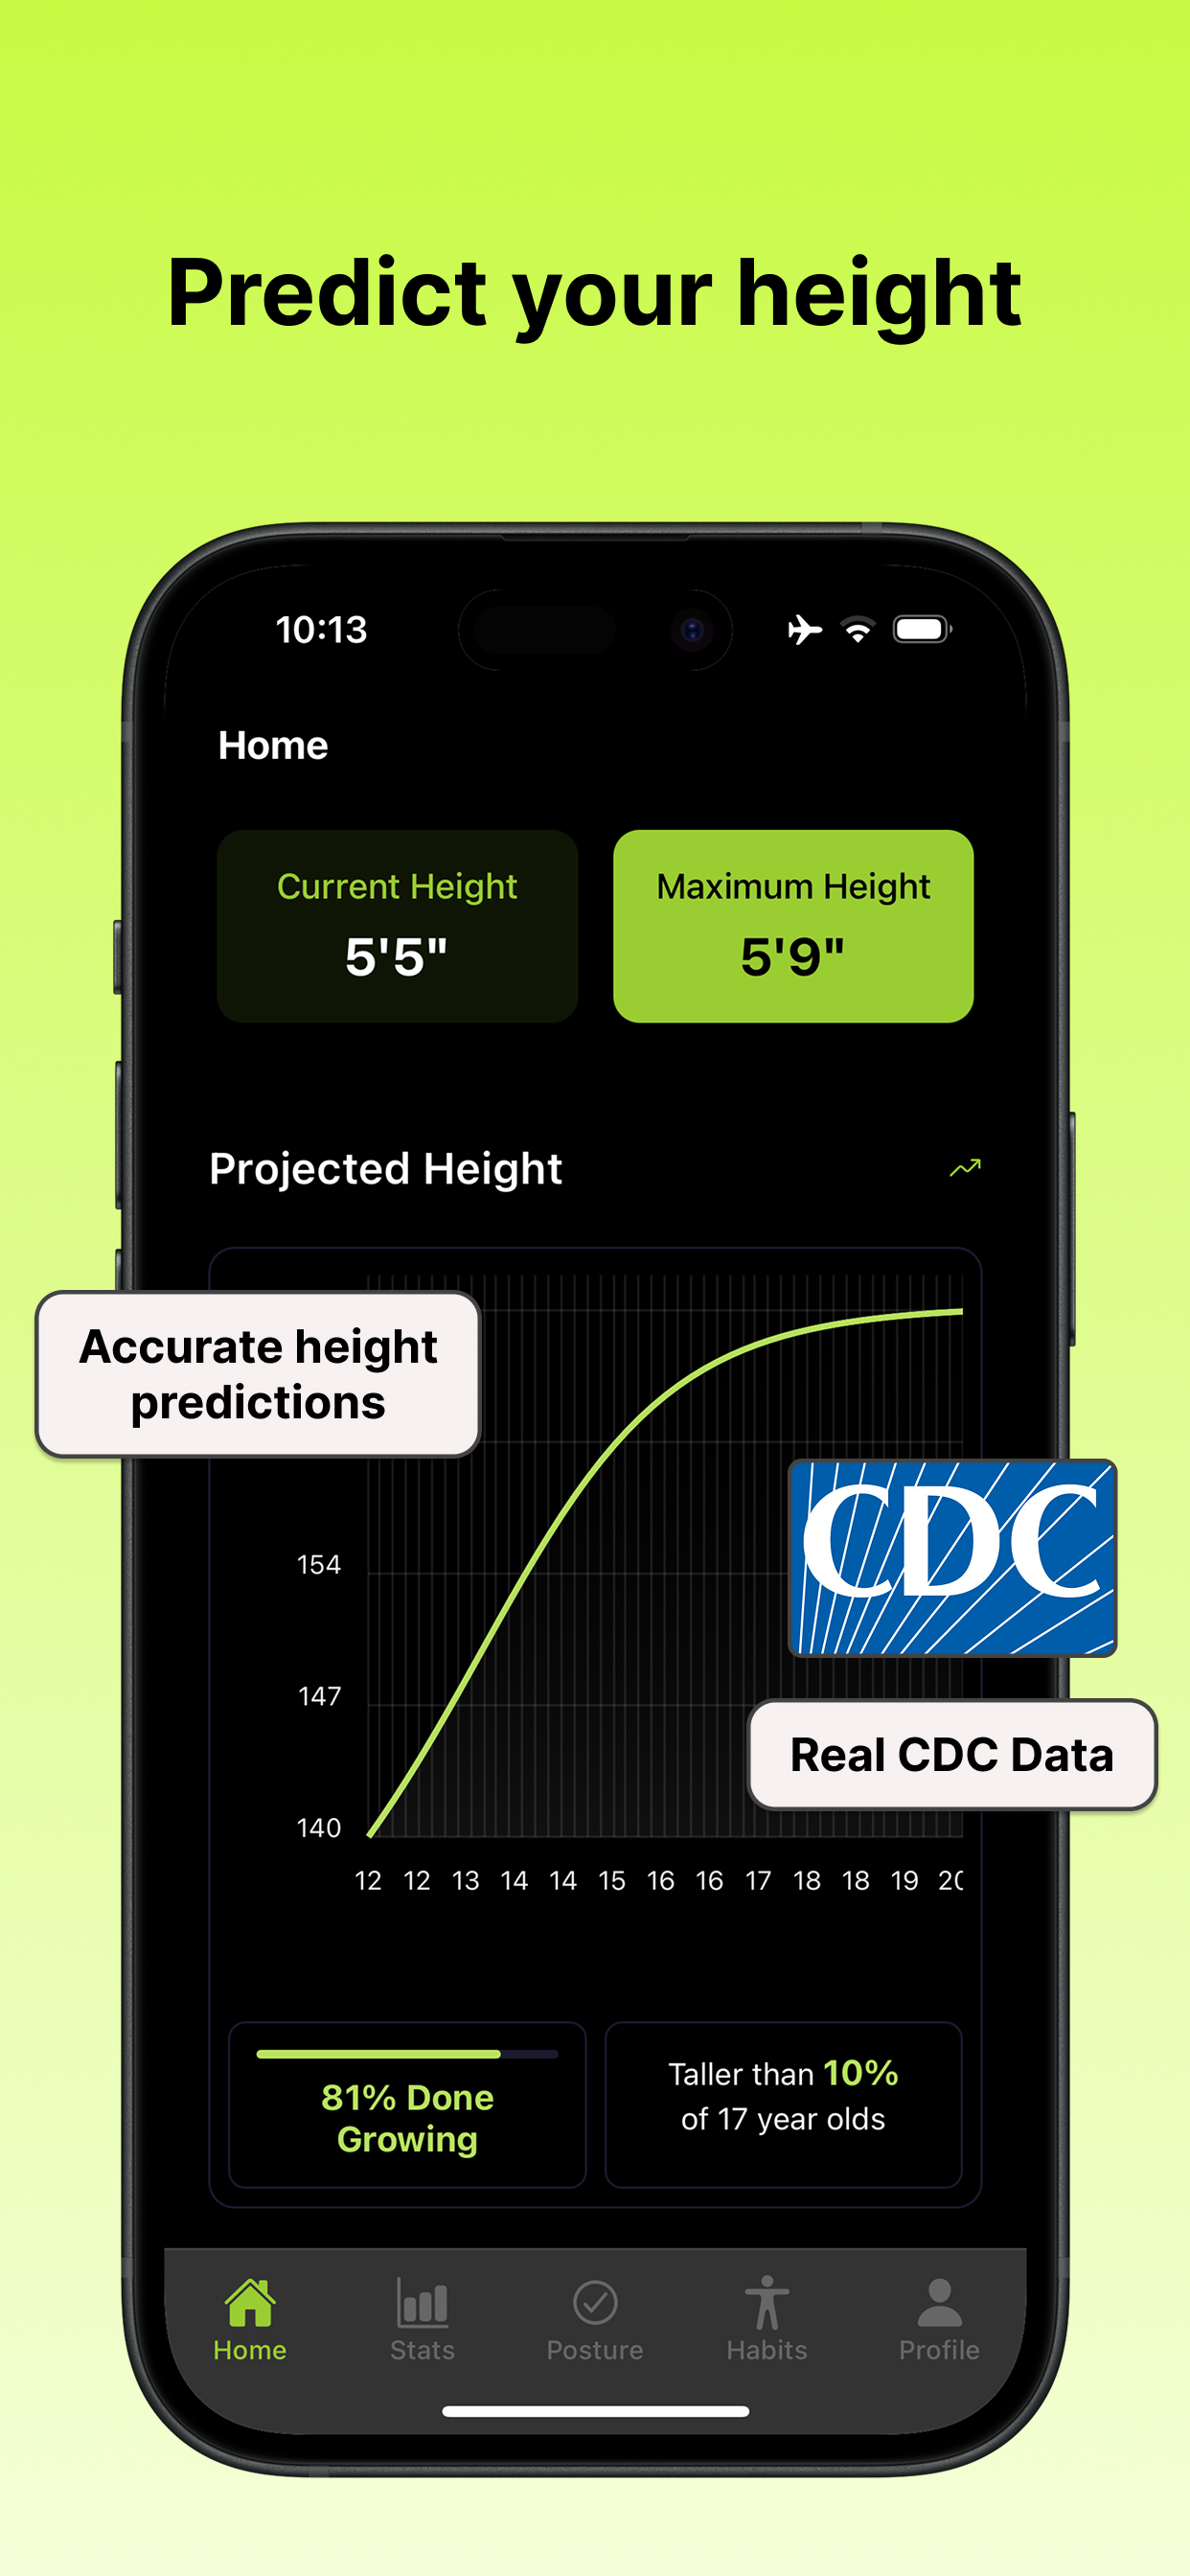 Predict your height
10:13
Home
Current Height
5'5"
Maximum Height
5'9"
Projected Height
Accurate height
predictions
CDC
154
Real CDC Data
147
140
12 12 13 14 14 15 16 16 17 18 18 19 20
81% Done
Growing
Taller than 10%
of 17 year olds
Home Stats Posture Habits Profile